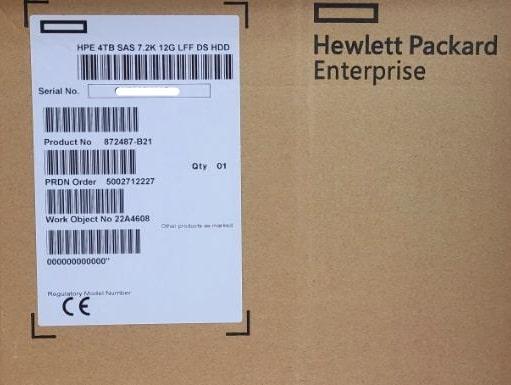 HPE 4TB SAS 7.2K 12G LFF DS HDD
Serial No.
Product No 872487-B21
Qty 01
PRDN Order 5002712227
Work Object No 22A4608
Other products as marked
000000000000"
Regulatory Model Number
CE
Hewlett Packard
Enterprise